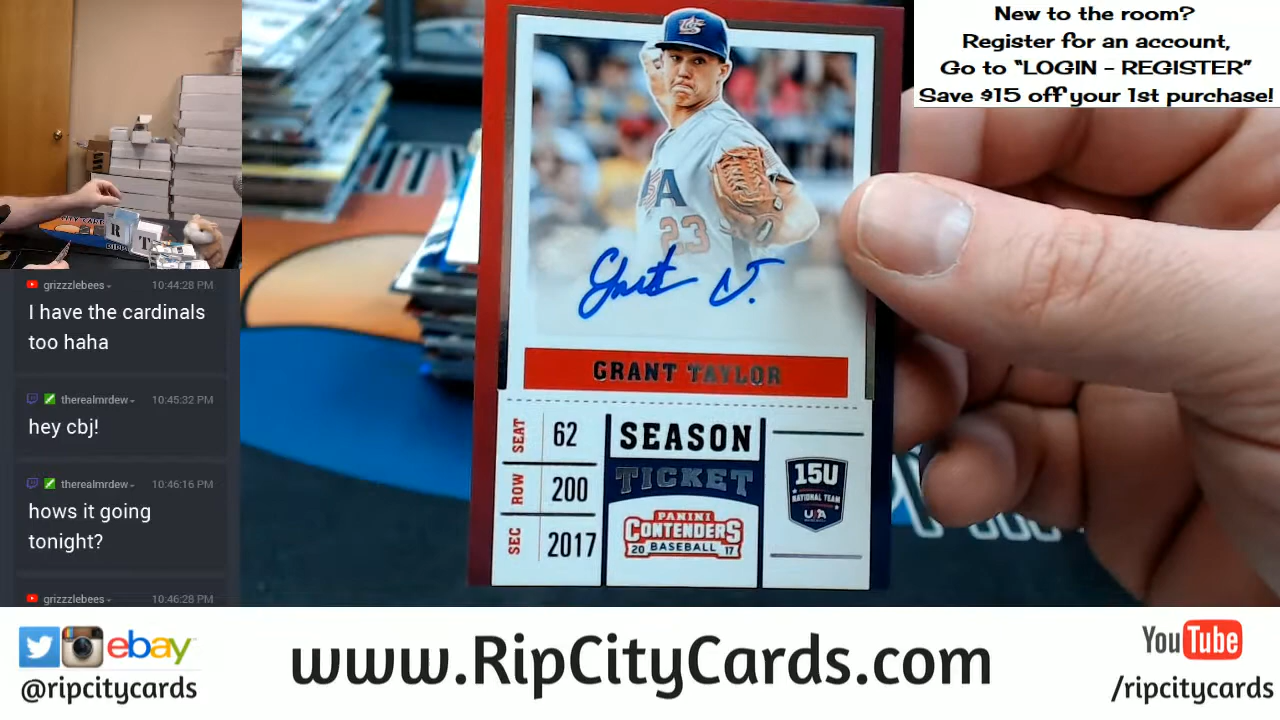 New to the room?
Register for an account,
Go to “LOGIN - REGISTER”
Save $15 off your 1st purchase!
R T
grizzzlebees 10:44:28 PM
I have the cardinals
too haha
therealmrdew 10:45:32 PM
hey cbj!
therealmrdew 10:46:16 PM
hows it going
tonight?
grizzzlebees 10:46:28 PM
23
GRANT TAYLOR
SEAT 62
ROW 200
SEC 2017
SEASON
TICKET
PANINI
CONTENDERS
20 BASEBALL 17
15U
NATIONAL TEAM
USA
ebay
@ripcitycards
www.RipCityCards.com
YouTube
/ripcitycards